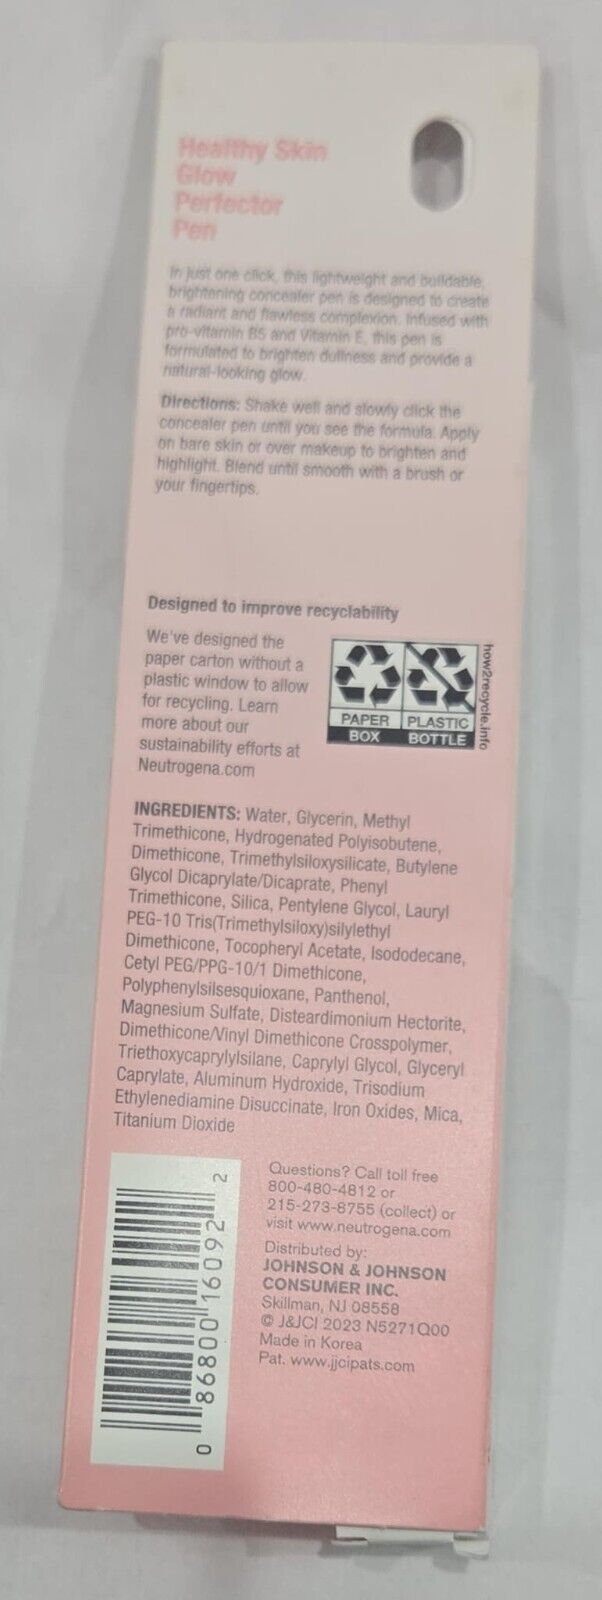 Healthy Skin
Glow
Perfector
Pen
In just one click, this lightweight and buildable,
brightening concealer pen is designed to create
a radiant and flawless complexion. Infused with
pro-vitamin B5 and Vitamin E, this pen is
formulated to brighten dullness and provide a
natural-looking glow.
Directions: Shake well and slowly click the
concealer pen until you see the formula. Apply
on bare skin or over makeup to brighten and
highlight. Blend until smooth with a brush or
your fingertips.
Designed to improve recyclability
We've designed the
paper carton without a
plastic window to allow
for recycling. Learn
more about our
sustainability efforts at
Neutrogena.com
PAPER
BOX
PLASTIC
BOTTLE
how2recycle.info
INGREDIENTS: Water, Glycerin, Methyl
Trimethicone, Hydrogenated Polyisobutene,
Dimethicone, Trimethylsiloxysilicate, Butylene
Glycol Dicaprylate/Dicaprate, Phenyl
Trimethicone, Silica, Pentylene Glycol, Lauryl
PEG-10 Tris(Trimethylsiloxy)silylethyl
Dimethicone, Tocopheryl Acetate, Isododecane,
Cetyl PEG/PPG-10/1 Dimethicone,
Polyphenylsilsesquioxane, Panthenol,
Magnesium Sulfate, Disteardimonium Hectorite,
Dimethicone/Vinyl Dimethicone Crosspolymer,
Triethoxycaprylylsilane, Caprylyl Glycol, Glyceryl
Caprylate, Aluminum Hydroxide, Trisodium
Ethylenediamine Disuccinate, Iron Oxides, Mica,
Titanium Dioxide
0 86800 16092 2
Questions? Call toll free
800-480-4812 or
215-273-8755 (collect) or
visit www.neutrogena.com
Distributed by:
JOHNSON & JOHNSON
CONSUMER INC.
Skillman, NJ 08558
© J&JCI 2023 N5271Q00
Made in Korea
Pat. www.jjcipats.com